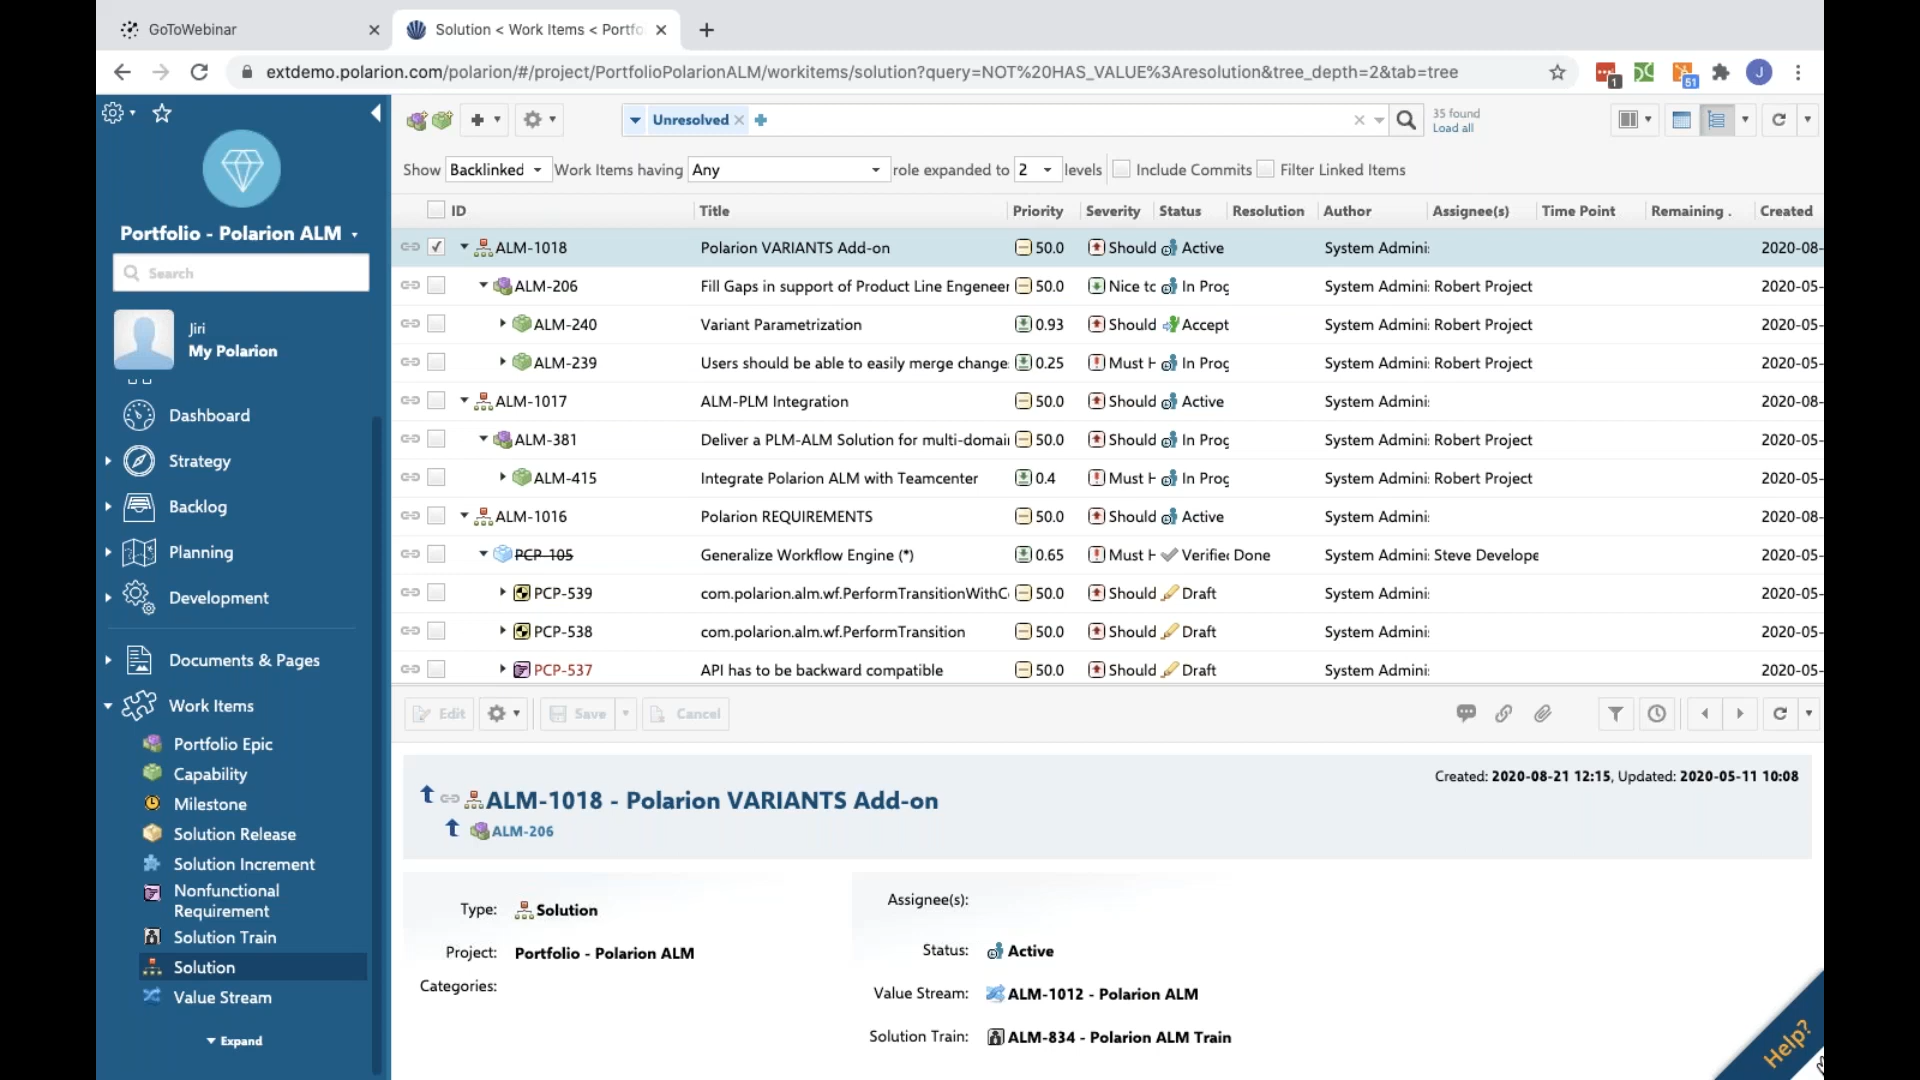 GoToWebinar
Solution < Work Items < Portfo
extdemo.polarion.com/polarion/#/project/PortfolioPolarionALM/workitems/solution?query=NOT%20HAS_VALUE%3Aresolution&tree_depth=2&tab=tree
1
51
J
Portfolio - Polarion ALM
Search
Jiri
My Polarion
Dashboard
Strategy
Backlog
Planning
Development
Documents & Pages
Work Items
Portfolio Epic
Capability
Milestone
Solution Release
Solution Increment
Nonfunctional
Requirement
Solution Train
Solution
Value Stream
Expand
Unresolved
35 found
Load all
Show Backlinked Work Items having Any role expanded to 2 levels Include Commits Filter Linked Items
ID Title Priority Severity Status Resolution Author Assignee(s) Time Point Remaining . Created
ALM-1018 Polarion VARIANTS Add-on 50.0 Should Active System Admini 2020-08-
ALM-206 Fill Gaps in support of Product Line Engeneer 50.0 Nice to In Prog System Admini Robert Project 2020-05-
ALM-240 Variant Parametrization 0.93 Should Accept System Admini Robert Project 2020-05-
ALM-239 Users should be able to easily merge change 0.25 Must H In Prog System Admini Robert Project 2020-05-
ALM-1017 ALM-PLM Integration 50.0 Should Active System Admini 2020-08-
ALM-381 Deliver a PLM-ALM Solution for multi-domai 50.0 Should In Prog System Admini Robert Project 2020-05-
ALM-415 Integrate Polarion ALM with Teamcenter 0.4 Must H In Prog System Admini Robert Project 2020-05-
ALM-1016 Polarion REQUIREMENTS 50.0 Should Active System Admini 2020-08-
PCP-105 Generalize Workflow Engine (*) 0.65 Must H Verified Done System Admini Steve Develope 2020-05-
PCP-539 com.polarion.alm.wf.PerformTransitionWithC 50.0 Should Draft System Admini 2020-05-
PCP-538 com.polarion.alm.wf.PerformTransition 50.0 Should Draft System Admini 2020-05-
PCP-537 API has to be backward compatible 50.0 Should Draft System Admini 2020-05-
Edit Save Cancel
Created: 2020-08-21 12:15, Updated: 2020-05-11 10:08
ALM-1018 - Polarion VARIANTS Add-on
ALM-206
Type: Solution
Project: Portfolio - Polarion ALM
Categories:
Assignee(s):
Status: Active
Value Stream: ALM-1012 - Polarion ALM
Solution Train: ALM-834 - Polarion ALM Train
Help?